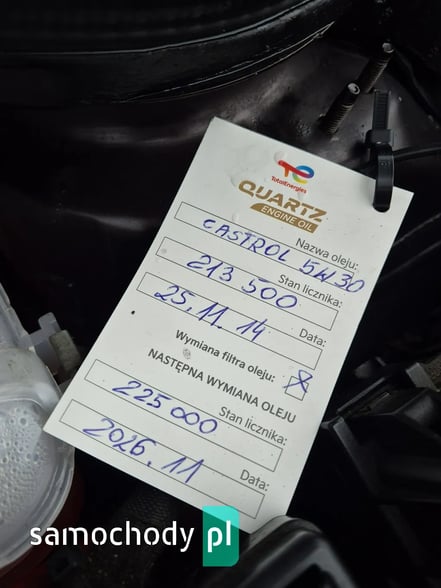 TotalEnergies
QUARTZ
ENGINE OIL
Nazwa oleju:
CASTROL 5W30
Stan licznika:
213 500
Data:
25.11.14
Wymiana filtra oleju:
NASTĘPNA WYMIANA OLEJU
Stan licznika:
225 000
Data:
2026.11
samochody pl